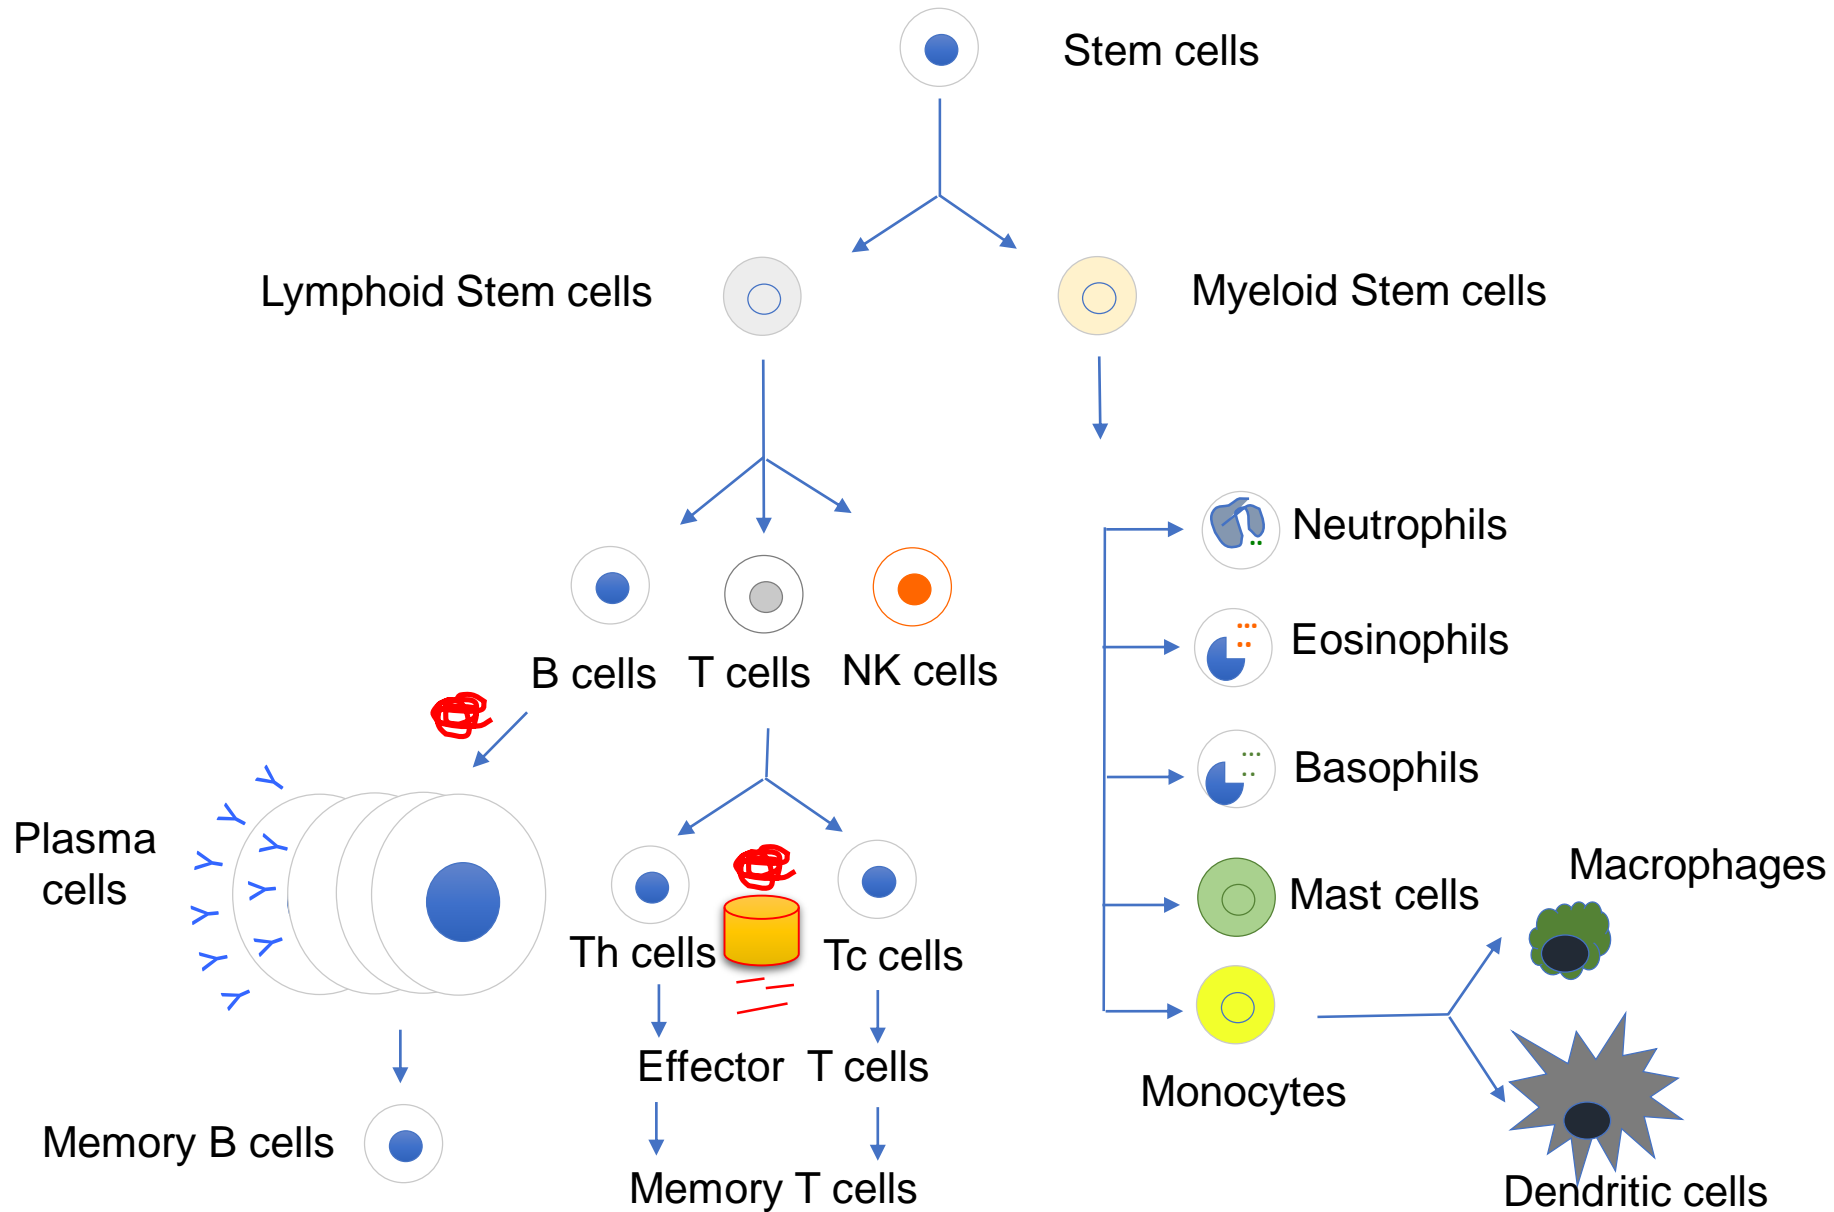 Stem cells
Lymphoid Stem cells
Myeloid Stem cells
Neutrophils
Eosinophils
B cells
T cells
NK cells
Basophils
Plasma
cells
Macrophages
Mast cells
Th cells
Tc cells
Effector T cells
Monocytes
Memory B cells
Memory T cells
Dendritic cells